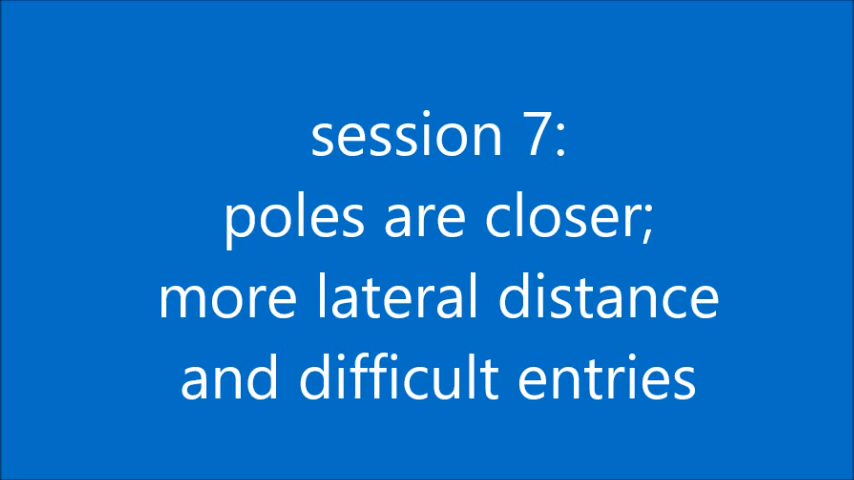 session 7:
poles are closer;
more lateral distance
and difficult entries